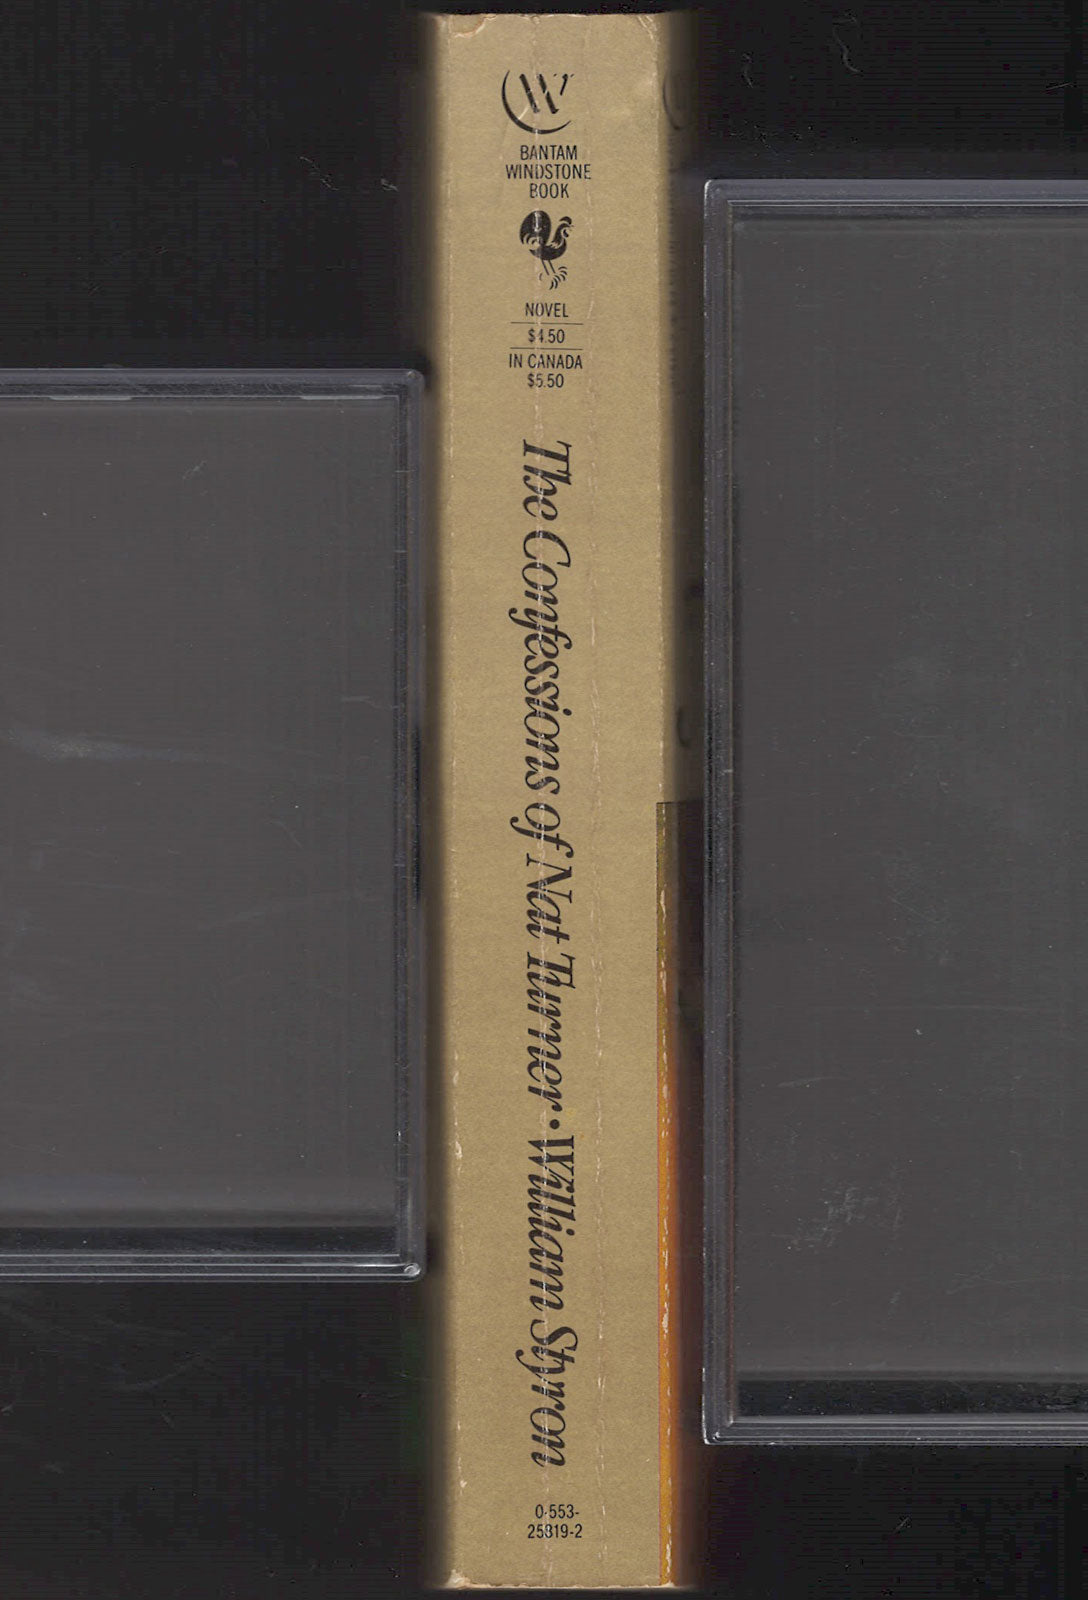 W
BANTAM
WINDSTONE
BOOK
NOVEL
$4.50
IN CANADA
$5.50
The Confessions of Nat Turner • William Styron
0-553-
25819-2